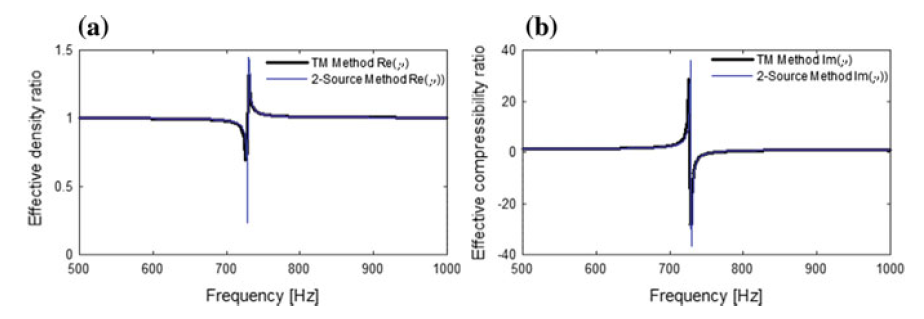 (a)
1.5
1
0.5
0
Effective density ratio
TM Method Re(
2-Source Method Re(
500 600 700 800 900 1000
Frequency [Hz]
(b)
40
20
0
-20
-40
Effective compressibility ratio
TM Method Im(
2-Source Method Im(
500 600 700 800 900 1000
Frequency [Hz]